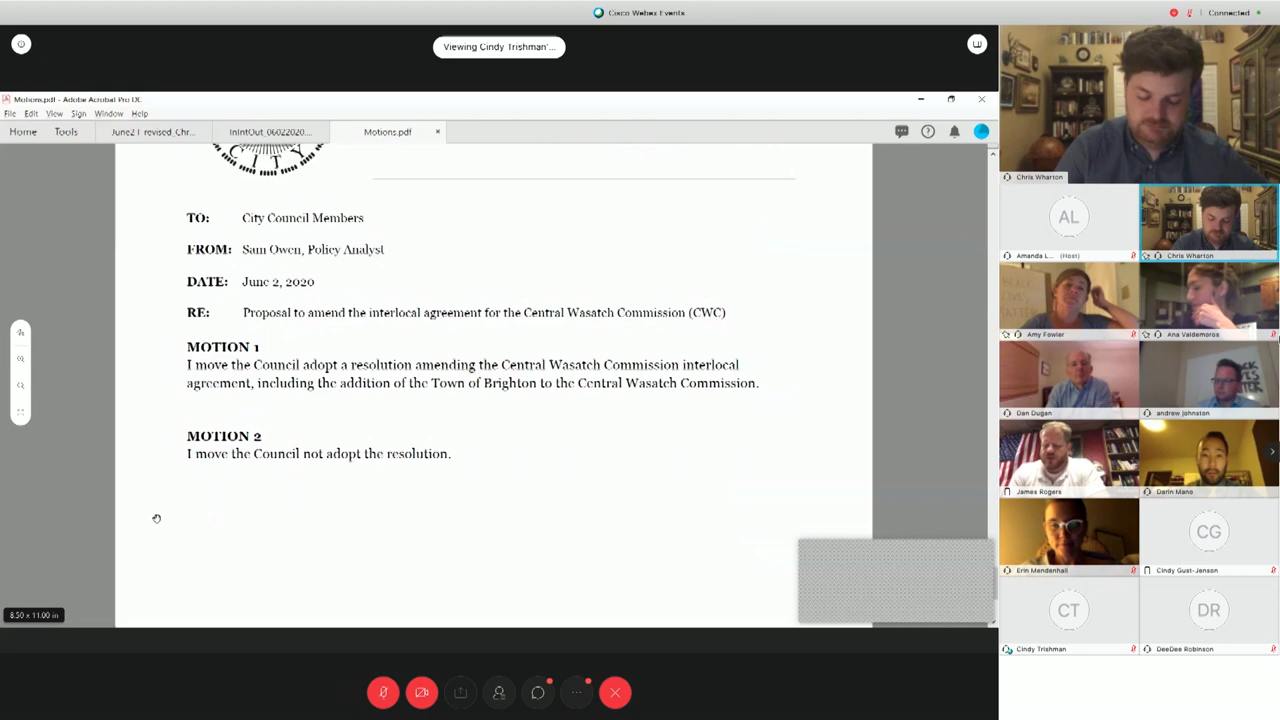 Cisco Webex Events
Connected
Viewing Cindy Trishman'...
Motions.pdf - Adobe Acrobat Pro DC
File Edit View Sign Window Help
Home Tools June2 f revised_Chr... InIntOut_06022020... Motions.pdf
CITY
TO: City Council Members
FROM: Sam Owen, Policy Analyst
DATE: June 2, 2020
RE: Proposal to amend the interlocal agreement for the Central Wasatch Commission (CWC)
MOTION 1
I move the Council adopt a resolution amending the Central Wasatch Commission interlocal
agreement, including the addition of the Town of Brighton to the Central Wasatch Commission.
MOTION 2
I move the Council not adopt the resolution.
8.50 x 11.00 in
Chris Wharton
AL
Amanda L... (Host)
Chris Wharton
Amy Fowler
Ana Valdemoros
Dan Dugan
andrew johnston
James Rogers
Darin Mano
Erin Mendenhall
CG
Cindy Gust-Jenson
CT
Cindy Trishman
DR
DeeDee Robinson